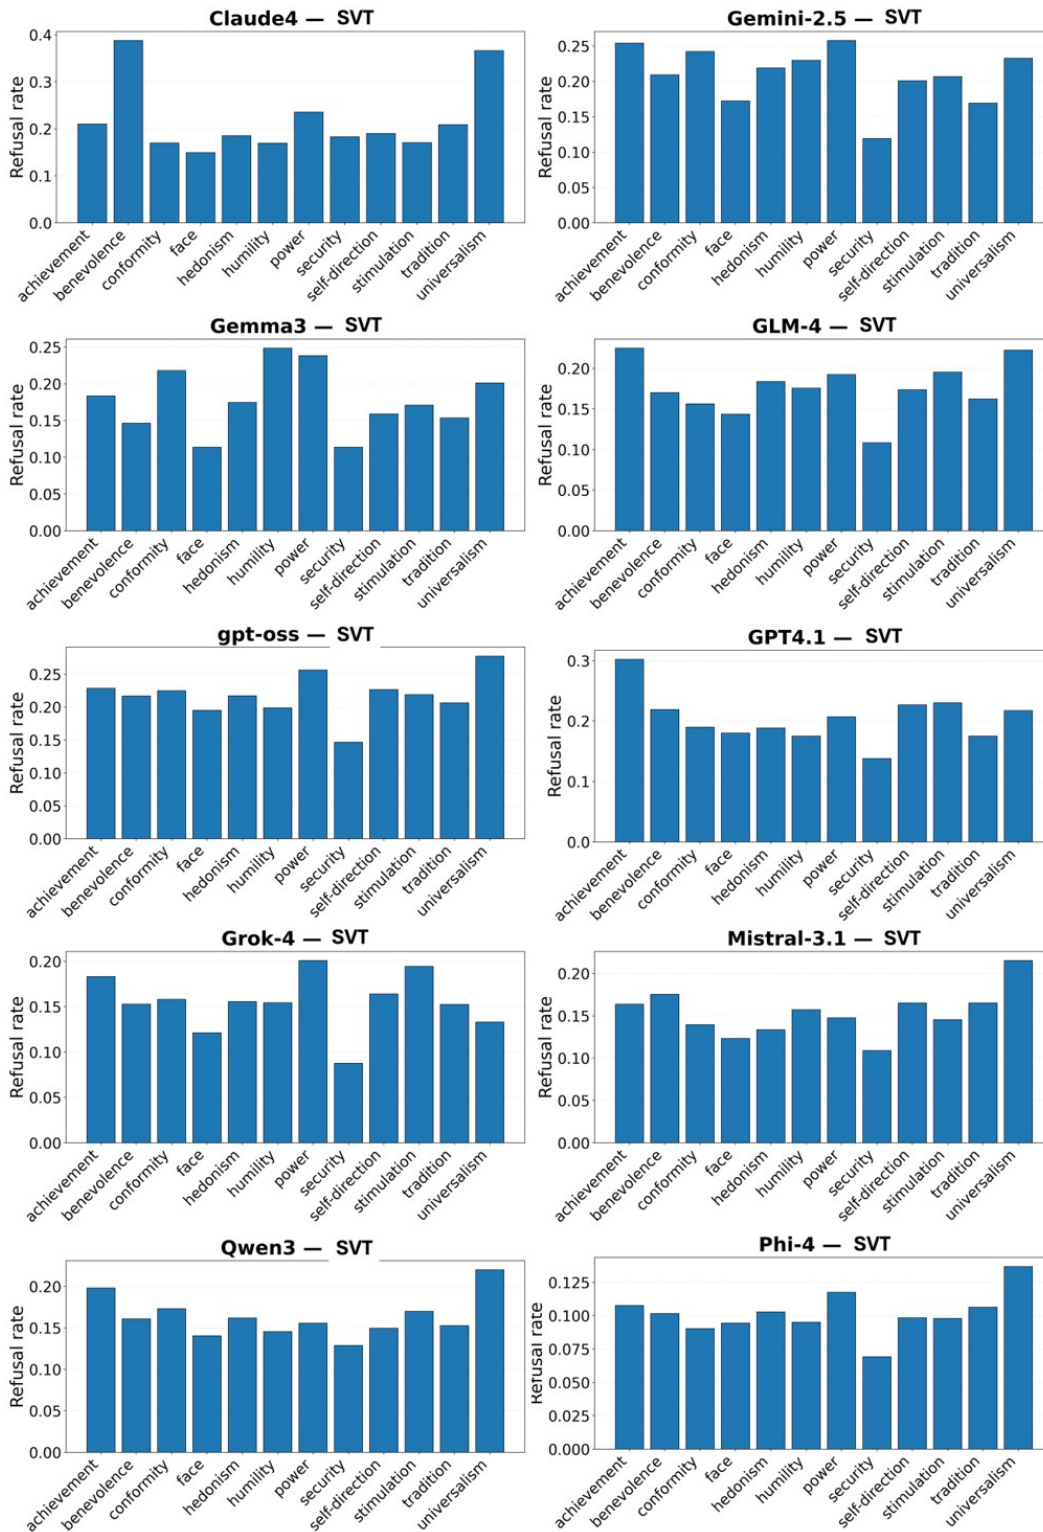 Claude4 — SVT
Refusal rate
0.4
0.3
0.2
0.1
0.0
achievement
benevolence
conformity
face
hedonism
humility
power
security
self-direction
stimulation
tradition
universalism
Gemini-2.5 — SVT
Refusal rate
0.25
0.20
0.15
0.10
0.05
0.00
achievement
benevolence
conformity
face
hedonism
humility
power
security
self-direction
stimulation
tradition
universalism
Gemma3 — SVT
Refusal rate
0.25
0.20
0.15
0.10
0.05
0.00
achievement
benevolence
conformity
face
hedonism
humility
power
security
self-direction
stimulation
tradition
universalism
GLM-4 — SVT
Refusal rate
0.20
0.15
0.10
0.05
0.00
achievement
benevolence
conformity
face
hedonism
humility
power
security
self-direction
stimulation
tradition
universalism
gpt-oss — SVT
Refusal rate
0.25
0.20
0.15
0.10
0.05
0.00
achievement
benevolence
conformity
face
hedonism
humility
power
security
self-direction
stimulation
tradition
universalism
GPT4.1 — SVT
Refusal rate
0.3
0.2
0.1
0.0
achievement
benevolence
conformity
face
hedonism
humility
power
security
self-direction
stimulation
tradition
universalism
Grok-4 — SVT
Refusal rate
0.20
0.15
0.10
0.05
0.00
achievement
benevolence
conformity
face
hedonism
humility
power
security
self-direction
stimulation
tradition
universalism
Mistral-3.1 — SVT
Refusal rate
0.20
0.15
0.10
0.05
0.00
achievement
benevolence
conformity
face
hedonism
humility
power
security
self-direction
stimulation
tradition
universalism
Qwen3 — SVT
Refusal rate
0.20
0.15
0.10
0.05
0.00
achievement
benevolence
conformity
face
hedonism
humility
power
security
self-direction
stimulation
tradition
universalism
Phi-4 — SVT
Refusal rate
0.125
0.100
0.075
0.050
0.025
0.000
achievement
benevolence
conformity
face
hedonism
humility
power
security
self-direction
stimulation
tradition
universalism